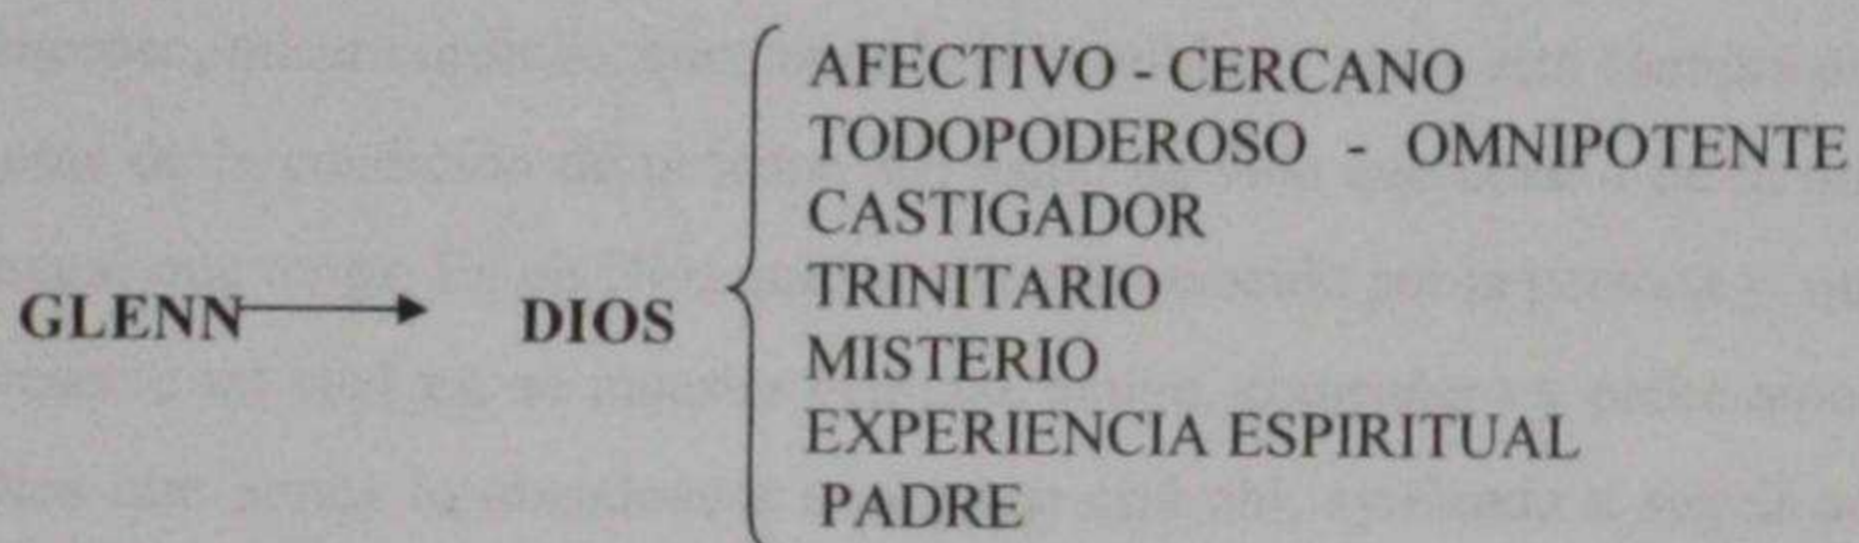 AFECTIVO - CERCANO
TODOPODEROSO - OMNIPOTENTE
CASTIGADOR
GLENN → DIOS TRINITARIO
MISTERIO
EXPERIENCIA ESPIRITUAL
PADRE